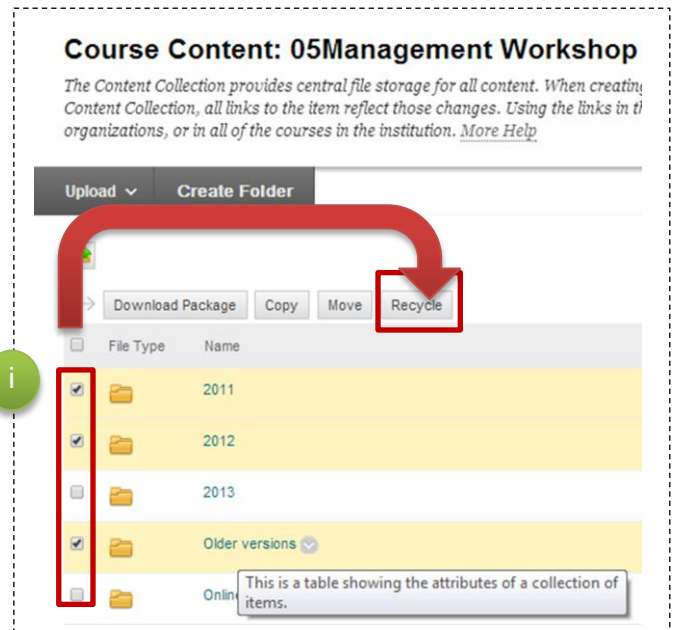 Course Content: 05Management Workshop
The Content Collection provides central file storage for all content. When creating
Content Collection, all links to the item reflect those changes. Using the links in
organizations, or in all of the courses in the institution. More Help
Upload Create Folder
Download Package Copy Move Recycle
File Type Name
i
2011
2012
2013
Older versions
This is a table showing the attributes of a collection of
items.